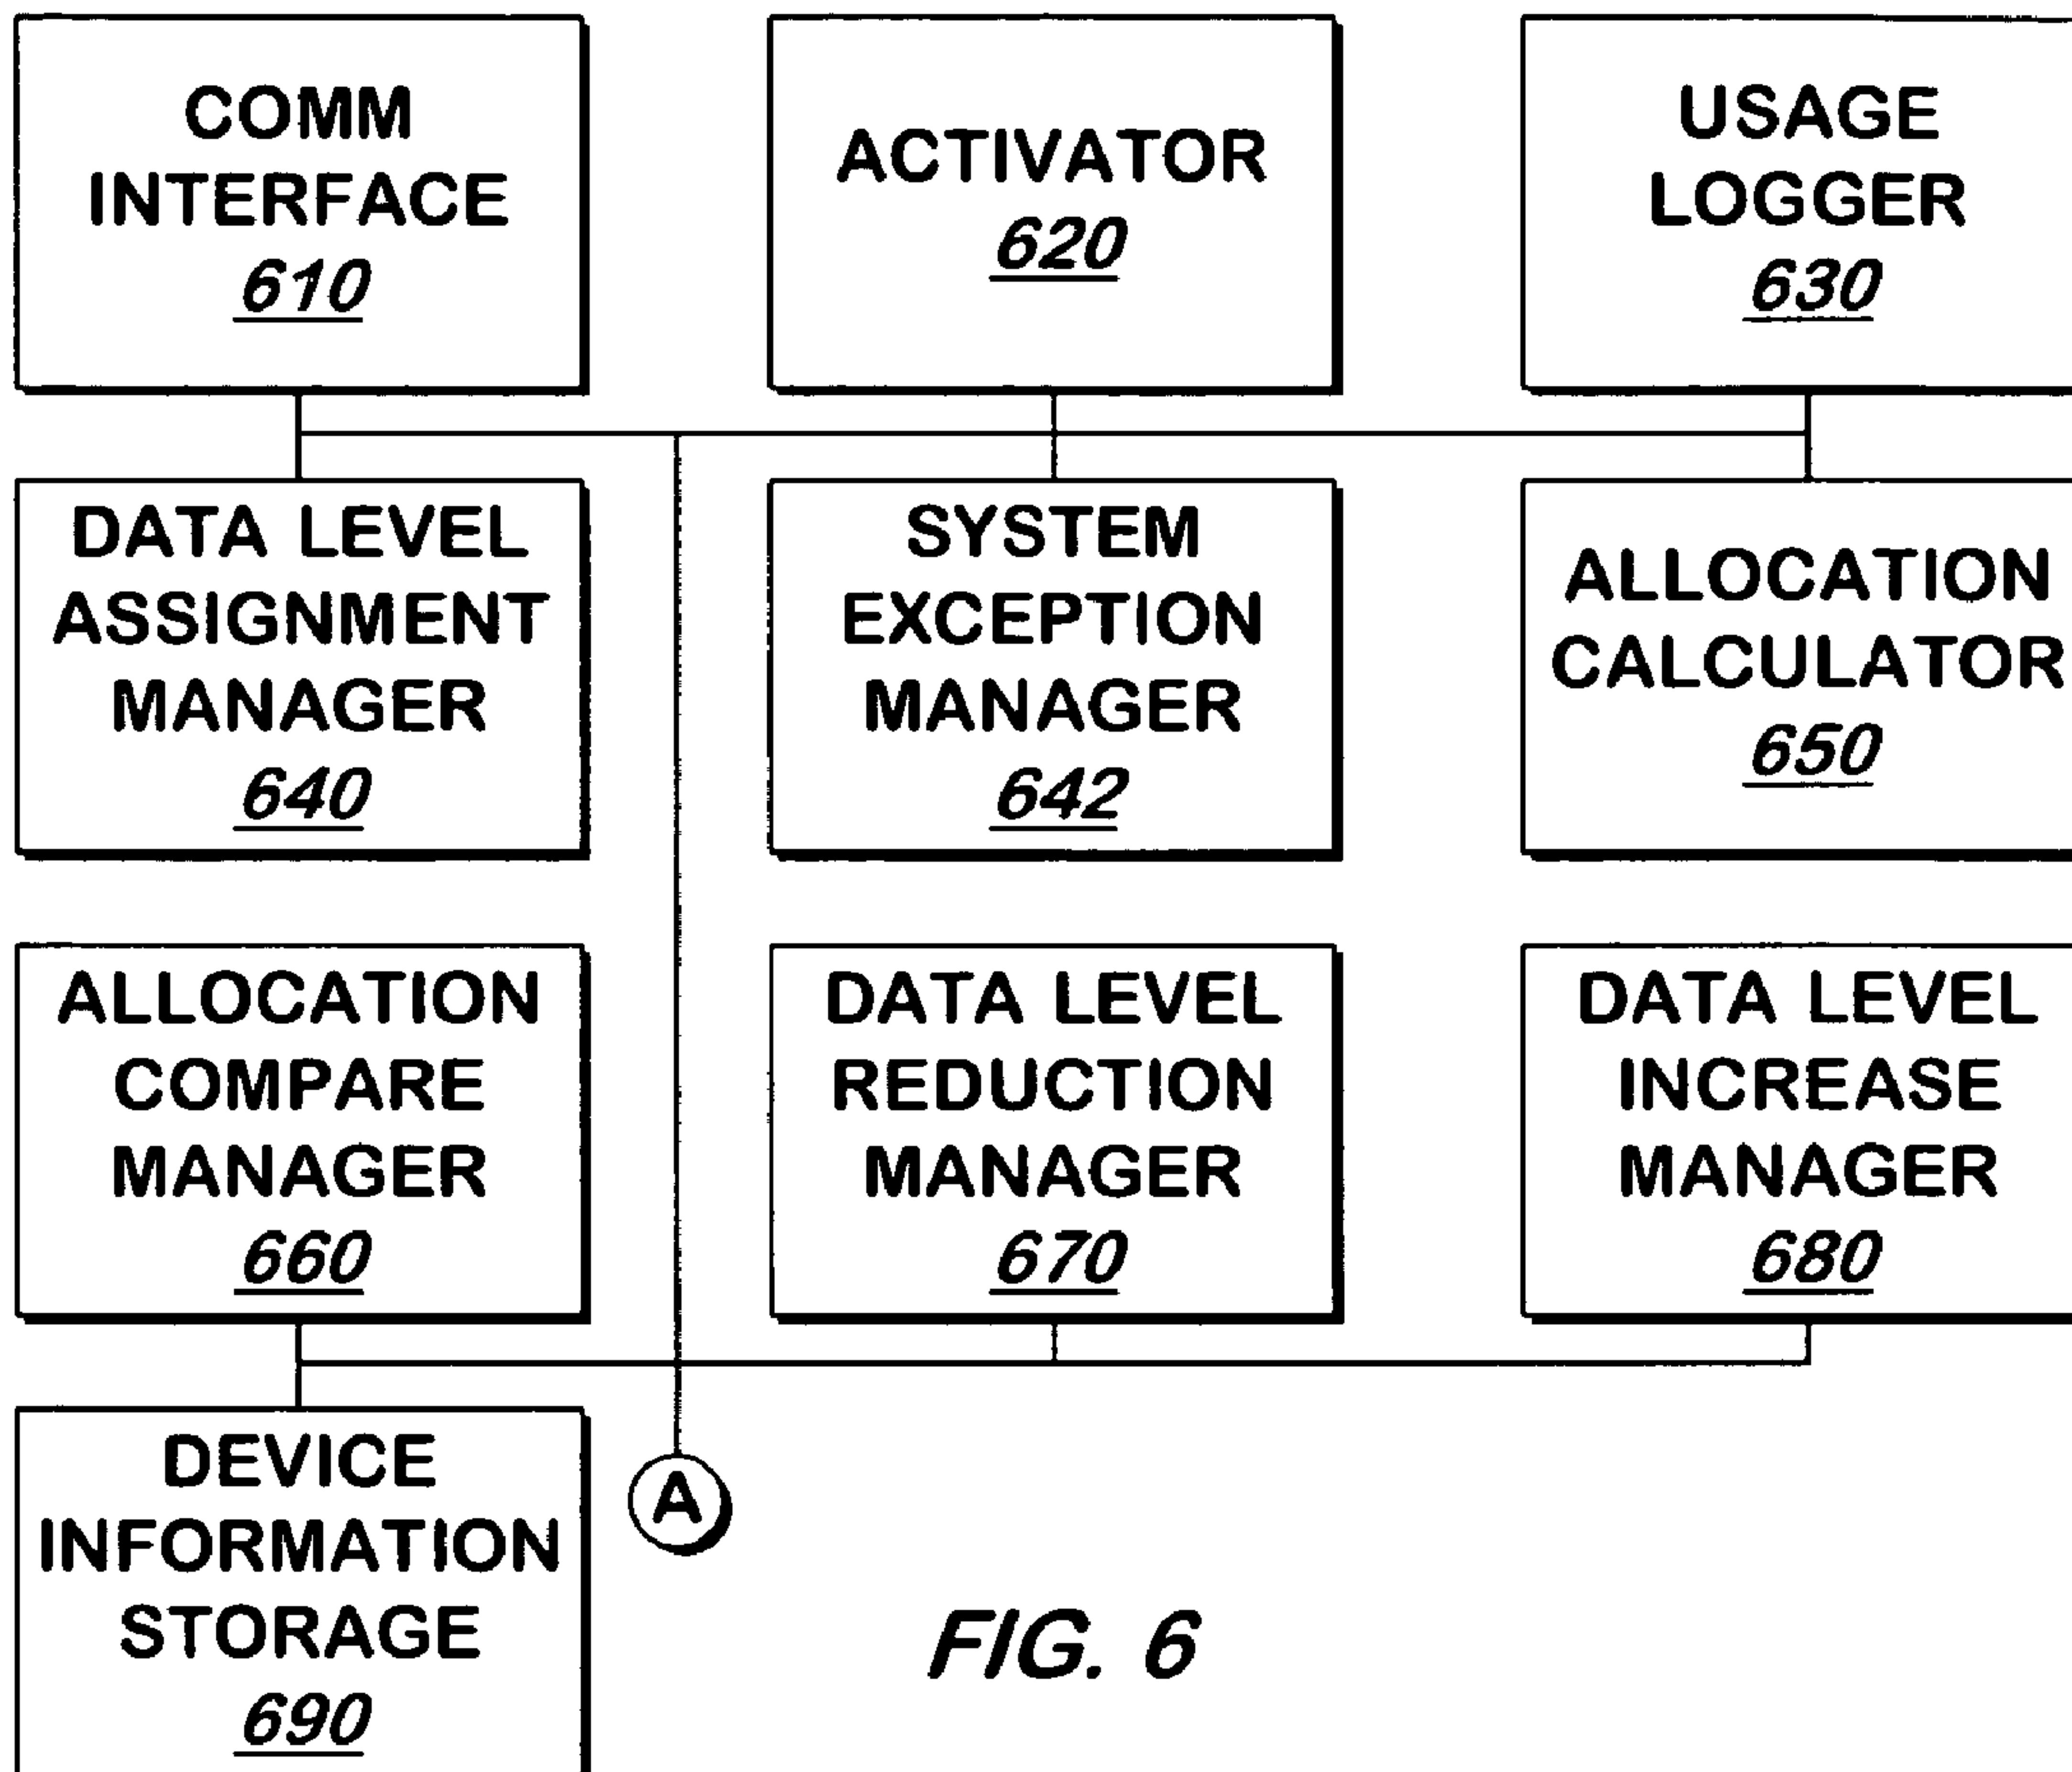 COMM
INTERFACE
610
ACTIVATOR
620
USAGE
LOGGER
630
DATA LEVEL
ASSIGNMENT
MANAGER
640
SYSTEM
EXCEPTION
MANAGER
642
ALLOCATION
CALCULATOR
650
ALLOCATION
COMPARE
MANAGER
660
DATA LEVEL
REDUCTION
MANAGER
670
DATA LEVEL
INCREASE
MANAGER
680
DEVICE
INFORMATION
STORAGE
690
A
FIG. 6